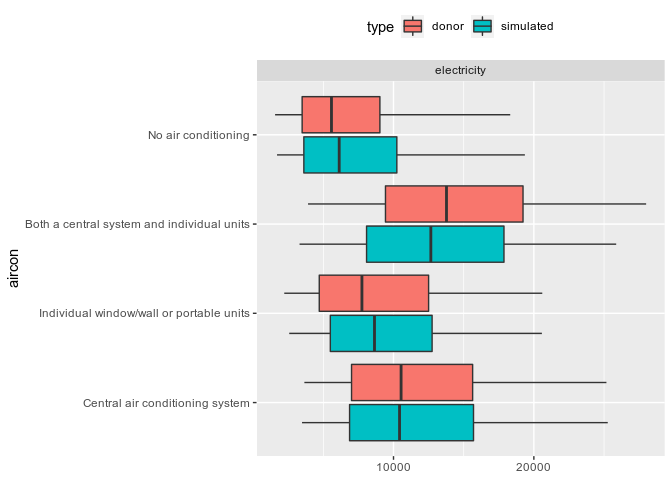 type donor simulated
electricity
No air conditioning
Both a central system and individual units
aircon
Individual window/wall or portable units
Central air conditioning system
10000 20000